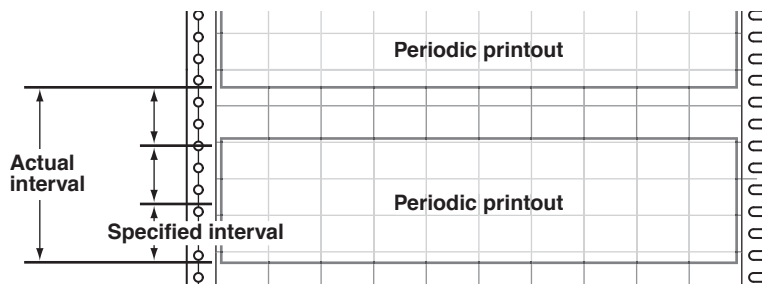 Periodic printout
Actual
interval
Periodic printout
Specified interval